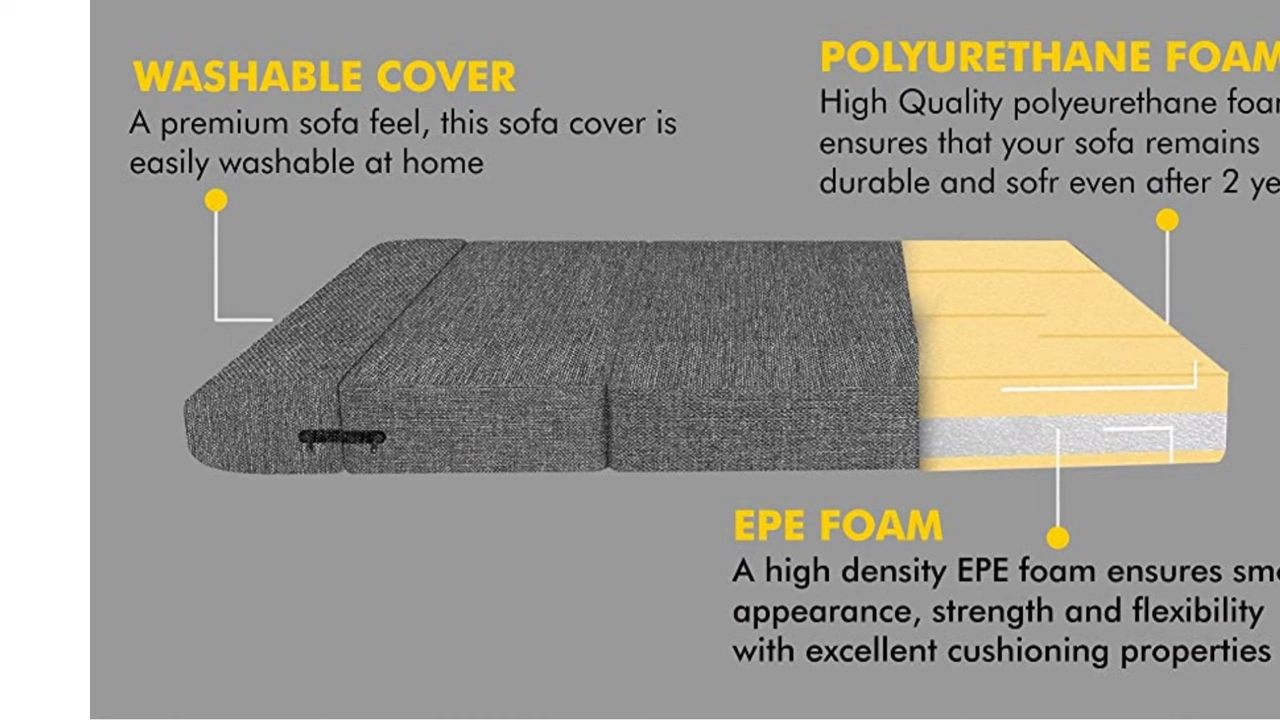 WASHABLE COVER
A premium sofa feel, this sofa cover is
easily washable at home
POLYURETHANE FOAM
High Quality polyeurethane foam
ensures that your sofa remains
durable and sofr even after 2
EPE FOAM
A high density EPE foam ensures
appearance, strength and flexibility
with excellent cushioning properties